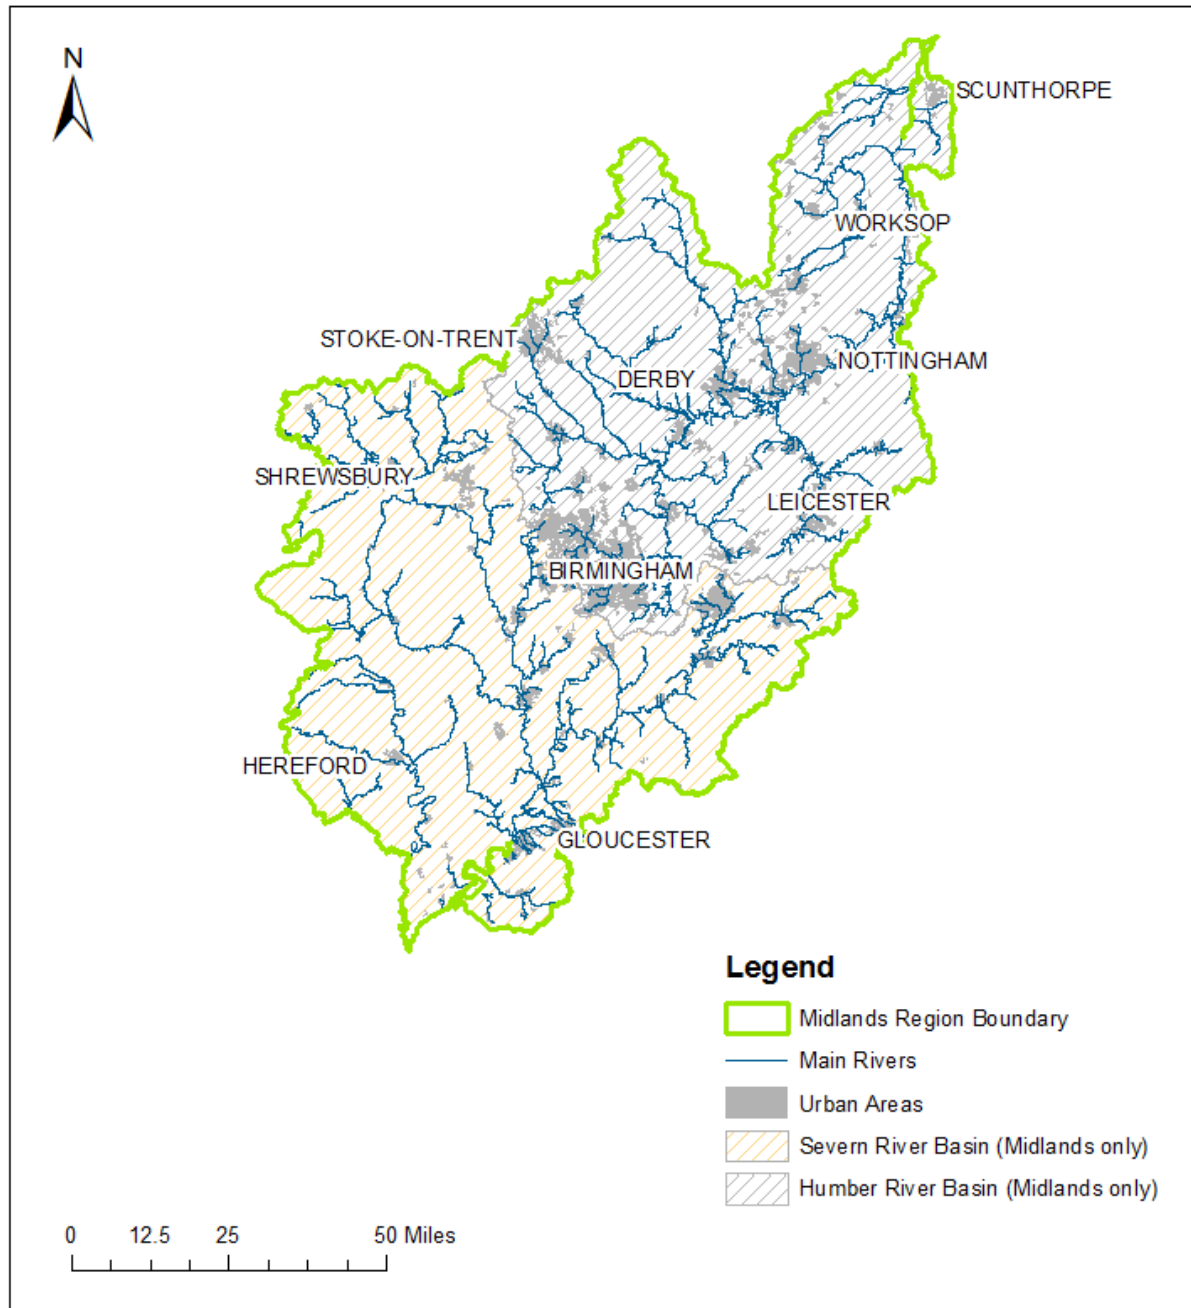 N
SCUNTHORPE
WORKSOP
STOKE-ON-TRENT
NOTTINGHAM
DERBY
SHREWSBURY
LEICESTER
BIRMINGHAM
HEREFORD
GLOUCESTER
Legend
Midlands Region Boundary
Main Rivers
Urban Areas
Severn River Basin (Midlands only)
Humber River Basin (Midlands only)
0 12.5 25 50 Miles